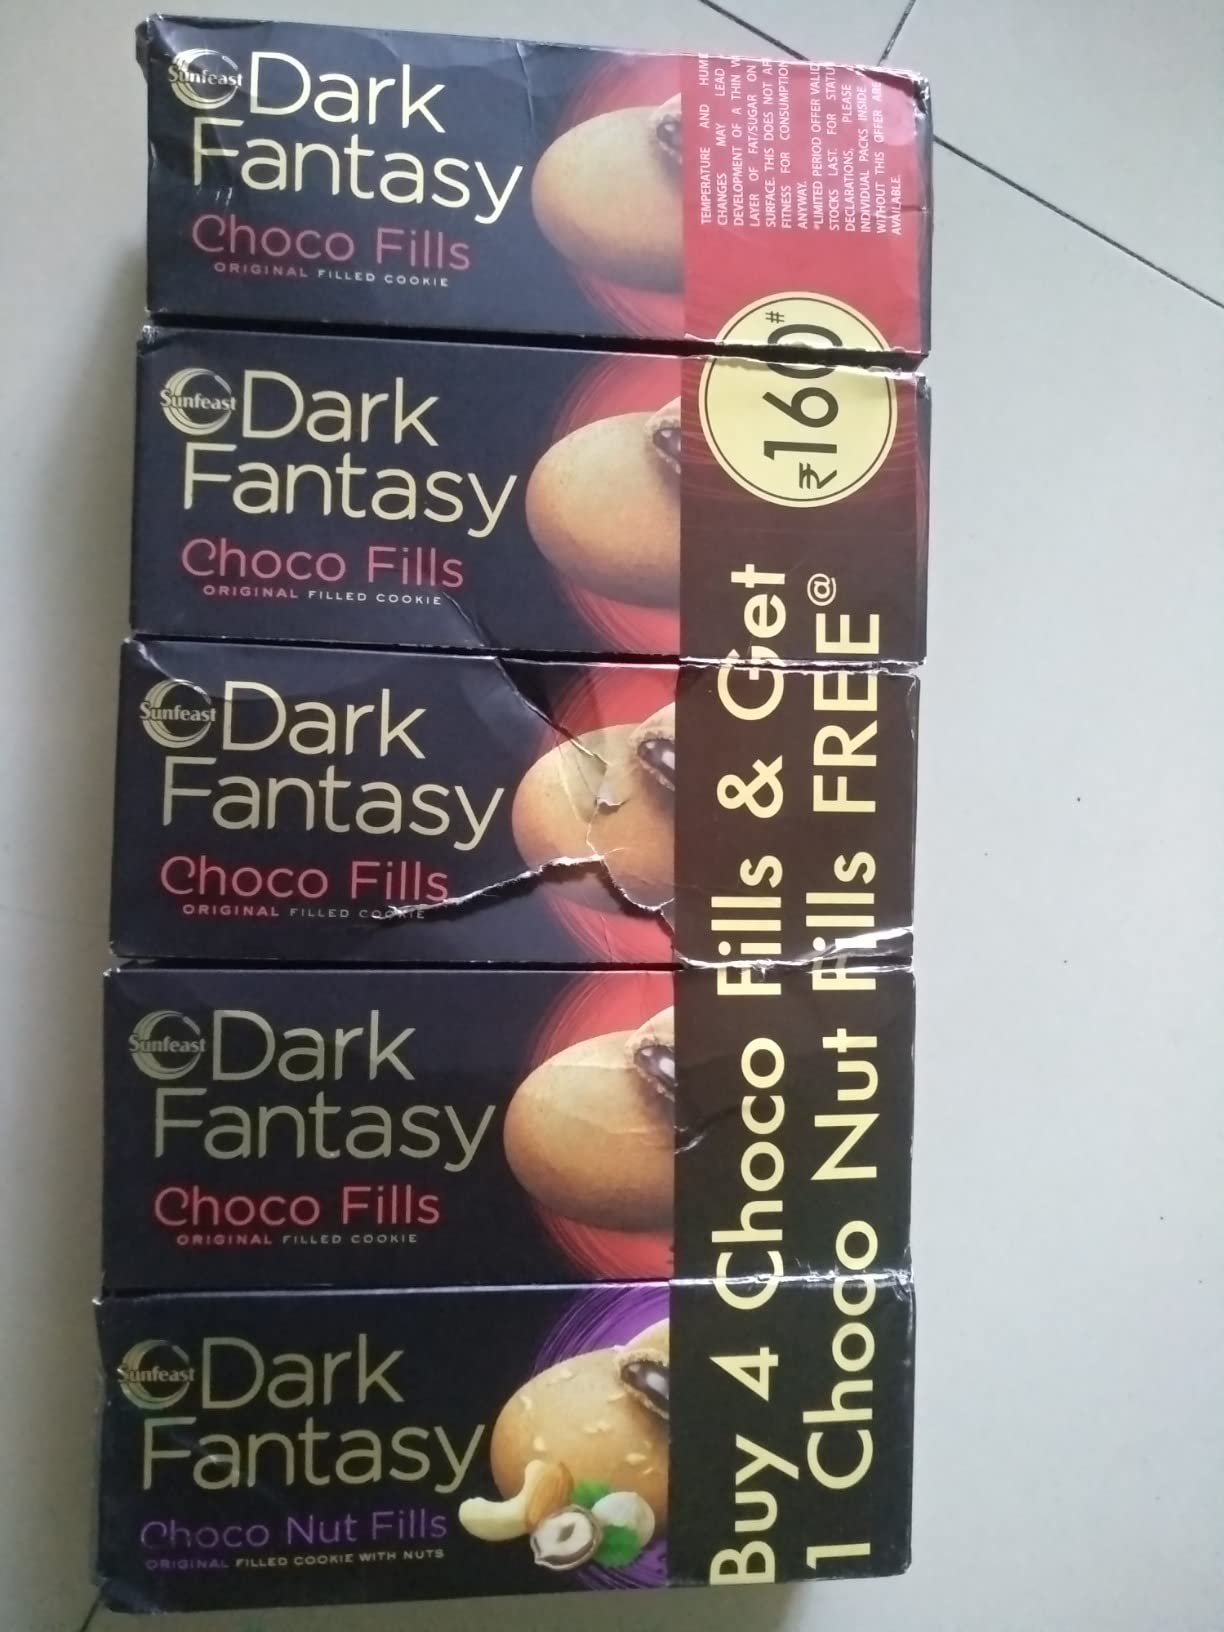 Sunfeast
Dark
Fantasy
Choco Fills
ORIGINAL FILLED COOKIE
Sunfeast
Dark
Fantasy
Choco Fills
ORIGINAL FILLED COOKIE
Sunfeast
Dark
Fantasy
Choco Fills
ORIGINAL FILLED COOKIE
Sunfeast
Dark
Fantasy
Choco Fills
ORIGINAL FILLED COOKIE
Sunfeast
Dark
Fantasy
Choco Nut Fills
ORIGINAL FILLED COOKIE WITH NUTS
TEMPERATURE AND
CHANGES MAY LEAD
DEVELOPMENT OF A THIN
LAYER OF FAT/SUGAR ON
SURFACE. THIS DOES NOT
FITNESS FOR CONSUMPTION
ANYWAY.
#LIMITED PERIOD OFFER VALID
STOCKS LAST. FOR
DECLARATIONS, PLEASE
INDIVIDUAL PACKS INSIDE.
WITHOUT THIS OFFER ARE
AVAILABLE.
₹160#
Buy 4 Choco Fills & Get
1 Choco Nut Fills FREE@